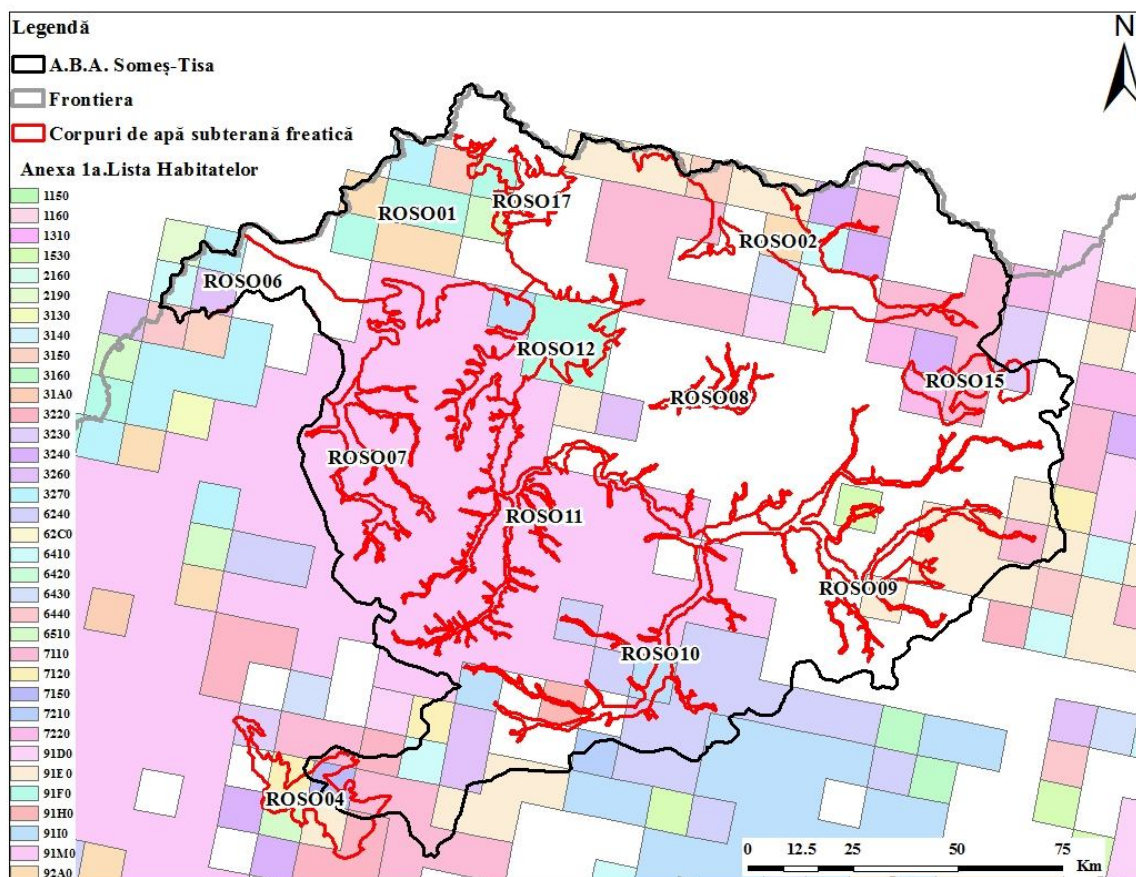 Legendă
A.B.A. Someș-Tisa
Frontiera
Corpuri de apă subterană freatică
Anexa 1a.Lista Habitatelor
1150
1160
1310
1530
2160
2190
3130
3140
3150
3160
31A0
3220
3230
3240
3260
3270
6240
62C0
6410
6420
6430
6440
6510
7110
7120
7150
7210
7220
91D0
91E0
91F0
91H0
91I0
91M0
92A0
N
ROSO17
ROSO01
ROSO02
ROSO06
ROSO12
ROSO15
ROSO08
ROSO07
ROSO11
ROSO09
ROSO10
ROSO04
0 12.5 25 50 75
Km